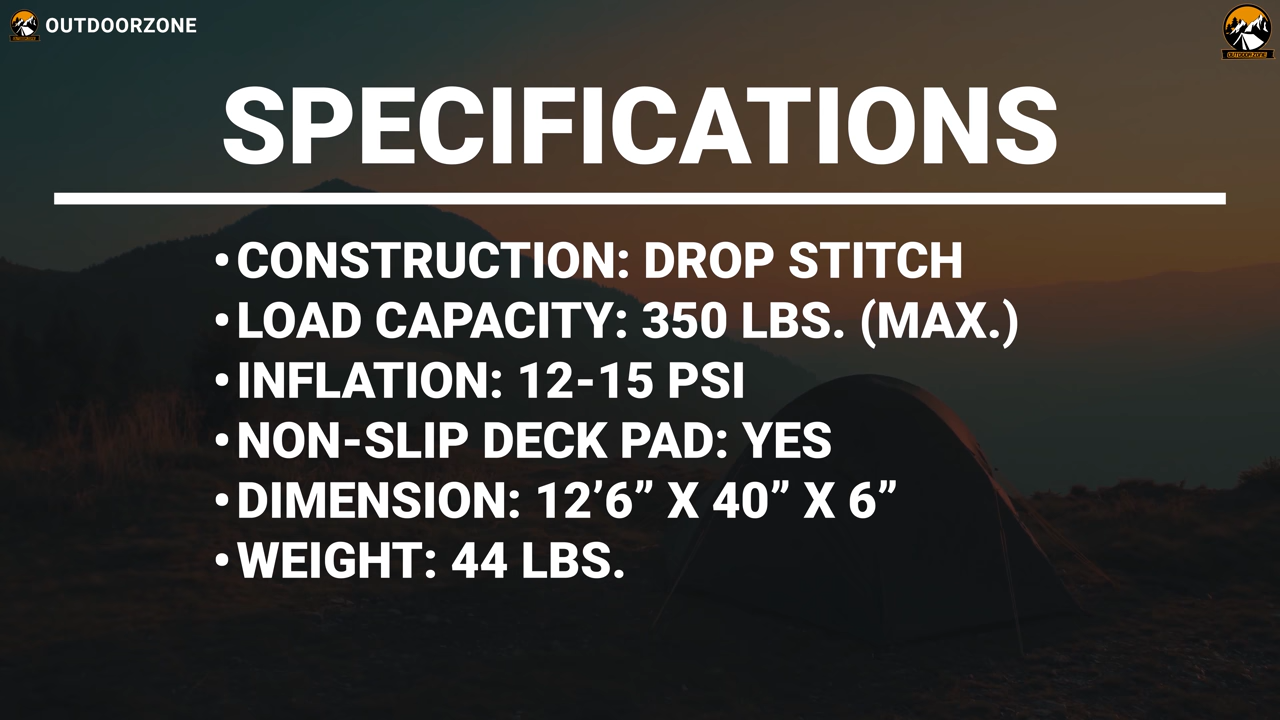 OUTDOORZONE
OUTDOORZONE
SPECIFICATIONS
• CONSTRUCTION: DROP STITCH
• LOAD CAPACITY: 350 LBS. (MAX.)
• INFLATION: 12-15 PSI
• NON-SLIP DECK PAD: YES
• DIMENSION: 12’6” X 40” X 6”
• WEIGHT: 44 LBS.